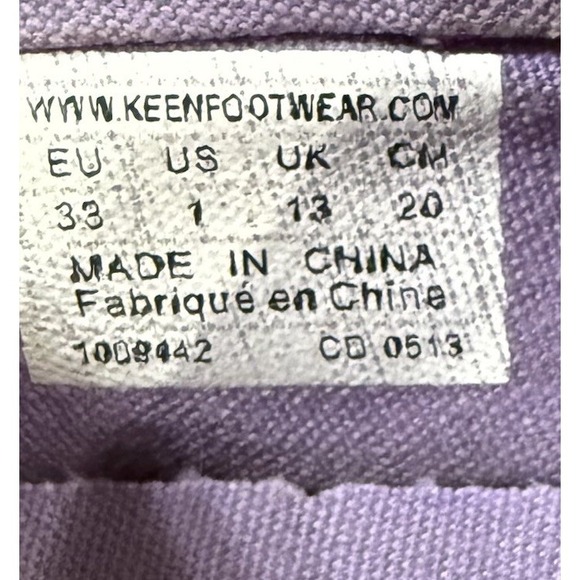 WWW.KEENFOOTWEAR.COM
EU US UK CM
33 1 13 20
MADE IN CHINA
Fabriqué en Chine
1009442 CD 0513